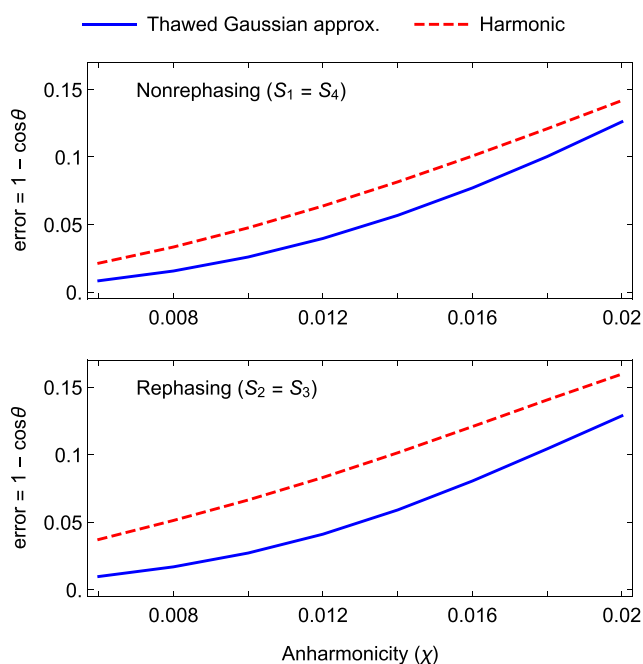 Thawed Gaussian approx. Harmonic
Nonrephasing (S₁ = S₄)
error = 1 − cosθ
0.15
0.1
0.05
0.
0.008 0.012 0.016 0.02
Rephasing (S₂ = S₃)
error = 1 − cosθ
0.15
0.1
0.05
0.
0.008 0.012 0.016 0.02
Anharmonicity (χ)